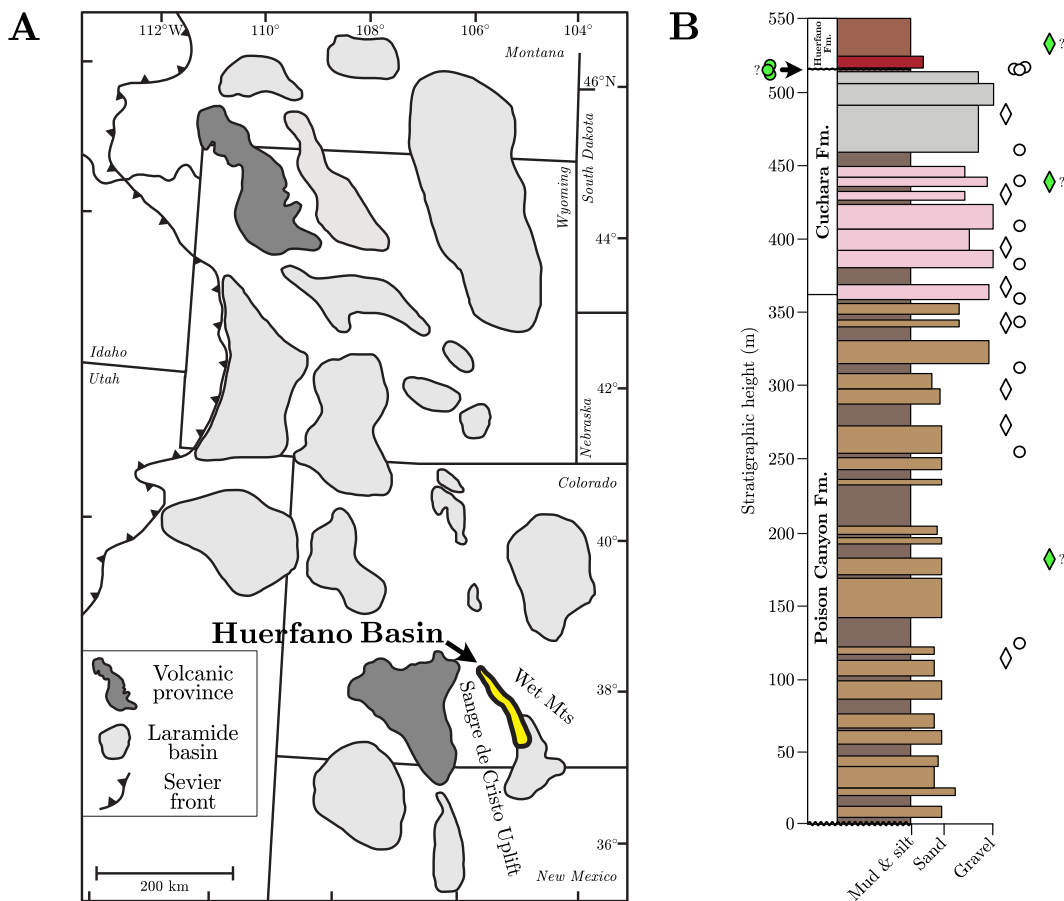 A
112°W
110°
108°
106°
104°
Montana
46°N
South Dakota
Wyoming
44°
Idaho
Utah
42°
Nebraska
Colorado
40°
Huerfano Basin
Wet Mts
Sangre de Cristo Uplift
38°
Volcanic
province
Laramide
basin
Sevier
front
36°
200 km
New Mexico
B
Stratigraphic height (m)
550
500
450
400
350
300
250
200
150
100
50
0
Huerfano
Fm.
Cuchara Fm.
Poison Canyon Fm.
?
?
?
?
Mud & silt
Sand
Gravel